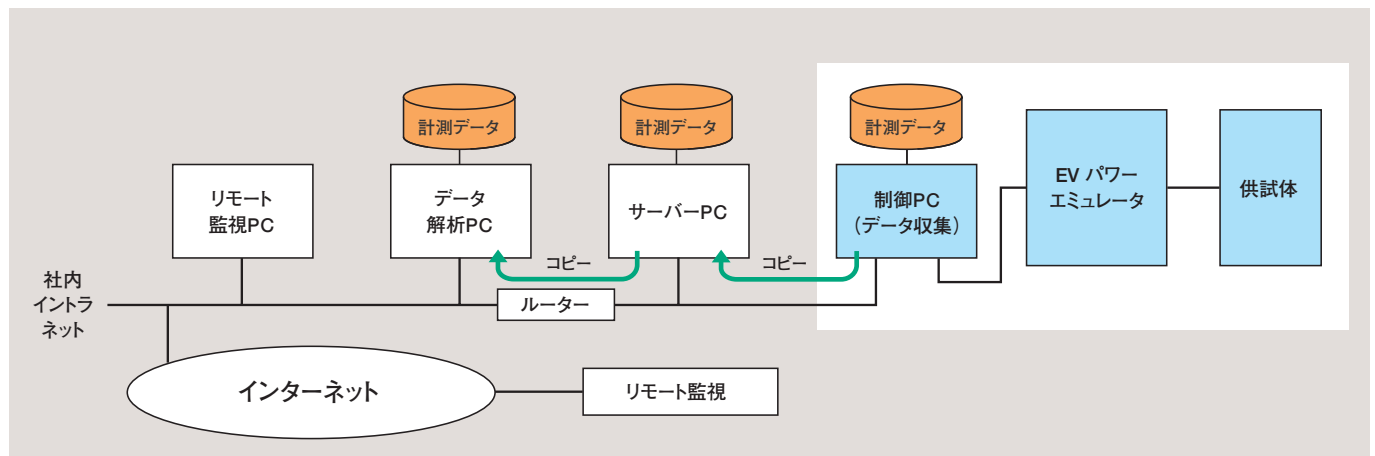 計測データ
計測データ
計測データ
リモート
監視PC
データ
解析PC
サーバーPC
制御PC
（データ収集）
EV パワー
エミュレータ
供試体
コピー
コピー
社内
イントラ
ネット
ルーター
インターネット
リモート監視